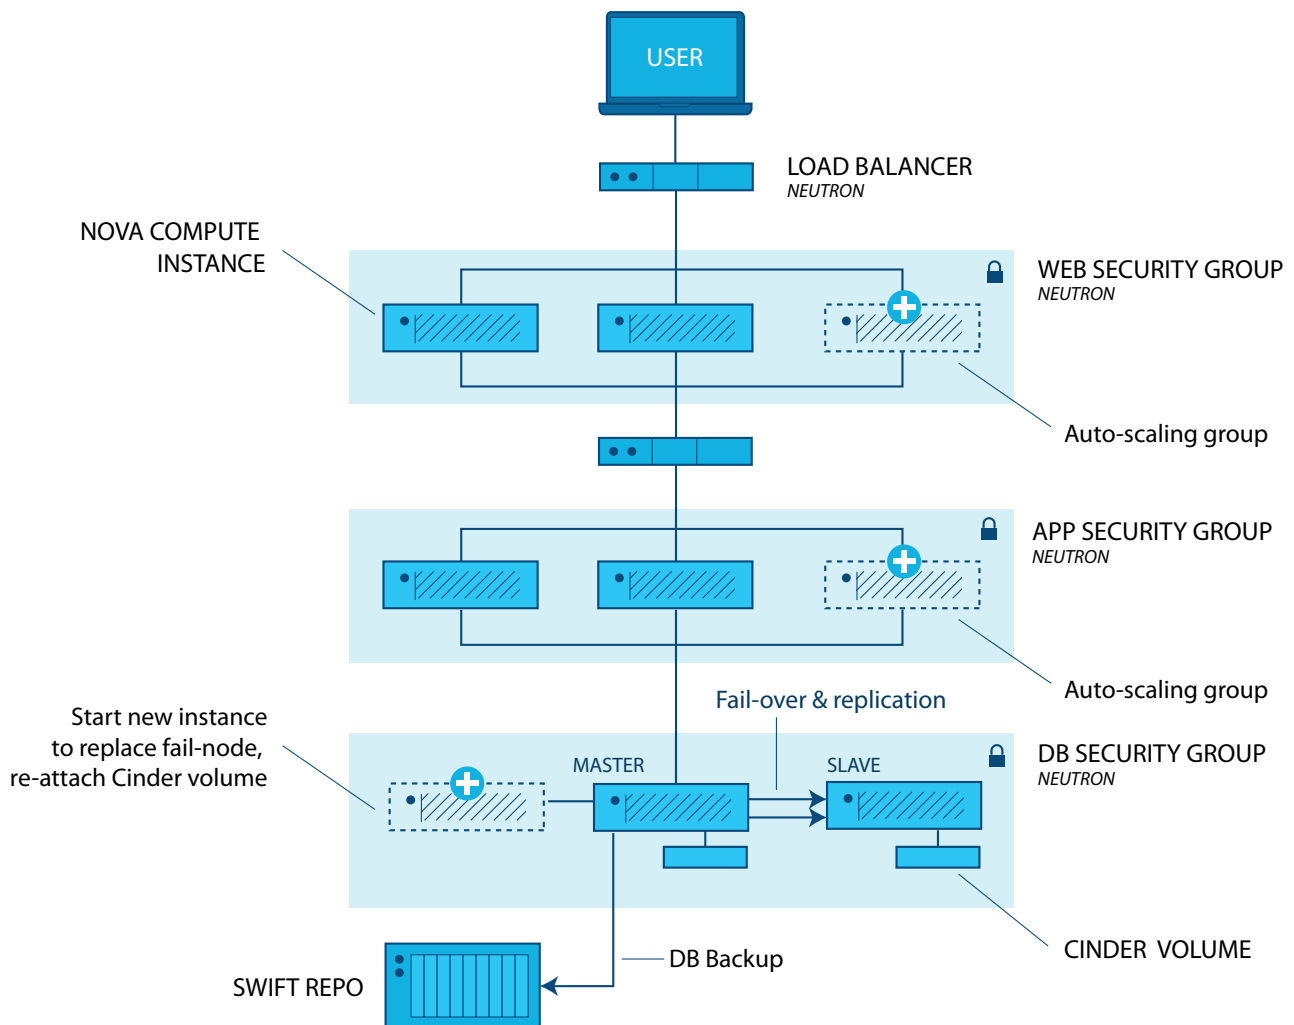 USER
LOAD BALANCER
NEUTRON
NOVA COMPUTE
INSTANCE
WEB SECURITY GROUP
NEUTRON
Auto-scaling group
APP SECURITY GROUP
NEUTRON
Auto-scaling group
Fail-over & replication
Start new instance
to replace fail-node,
re-attach Cinder volume
MASTER
SLAVE
DB SECURITY GROUP
NEUTRON
CINDER VOLUME
DB Backup
SWIFT REPO